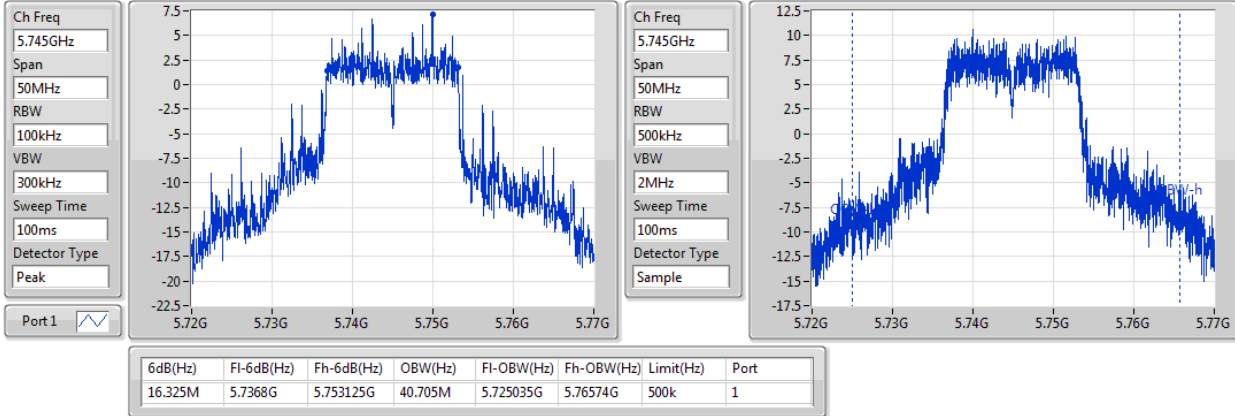 Ch Freq
5.745GHz
Span
50MHz
RBW
100kHz
VBW
300kHz
Sweep Time
100ms
Detector Type
Peak
Port 1
7.5
5
2.5
0
-2.5
-5
-7.5
-10
-12.5
-15
-17.5
-20
-22.5
5.72G 5.73G 5.74G 5.75G 5.76G 5.77G
Ch Freq
5.745GHz
Span
50MHz
RBW
500kHz
VBW
2MHz
Sweep Time
100ms
Detector Type
Sample
12.5
10
7.5
5
2.5
0
-2.5
-5
-7.5
-10
-12.5
-15
-17.5
5.72G 5.73G 5.74G 5.75G 5.76G 5.77G
6dB(Hz) Fl-6dB(Hz) Fh-6dB(Hz) OBW(Hz) Fl-OBW(Hz) Fh-OBW(Hz) Limit(Hz) Port
16.325M 5.7368G 5.753125G 40.705M 5.725035G 5.76574G 500k 1